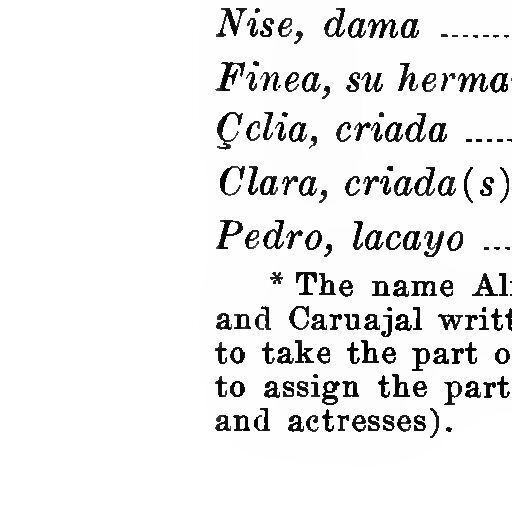 Nise, dama ......
Finea, su herma
Çclia, criada .....
Clara, criada(s)
Pedro, lacayo ...
* The name Al
and Caruajal writt
to take the part o
to assign the part
and actresses).